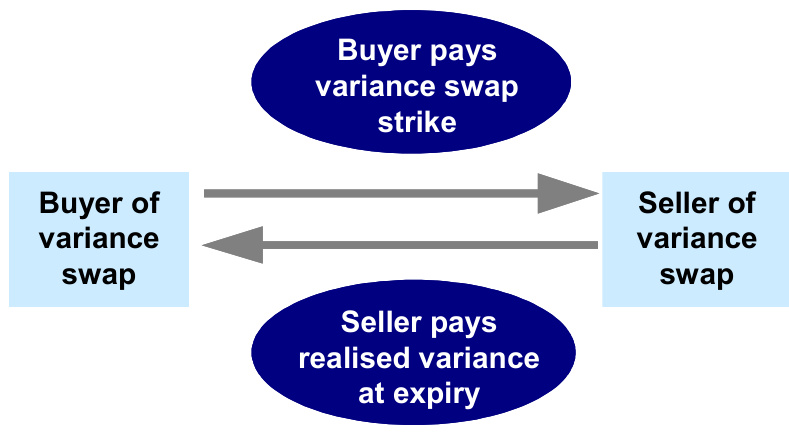 Buyer pays
variance swap
strike
Buyer of
variance
swap
Seller of
variance
swap
Seller pays
realised variance
at expiry